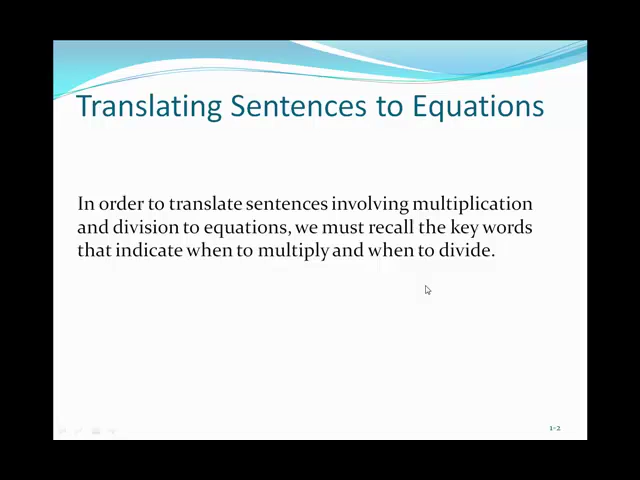 Translating Sentences to Equations
In order to translate sentences involving multiplication
and division to equations, we must recall the key words
that indicate when to multiply and when to divide.
1-2